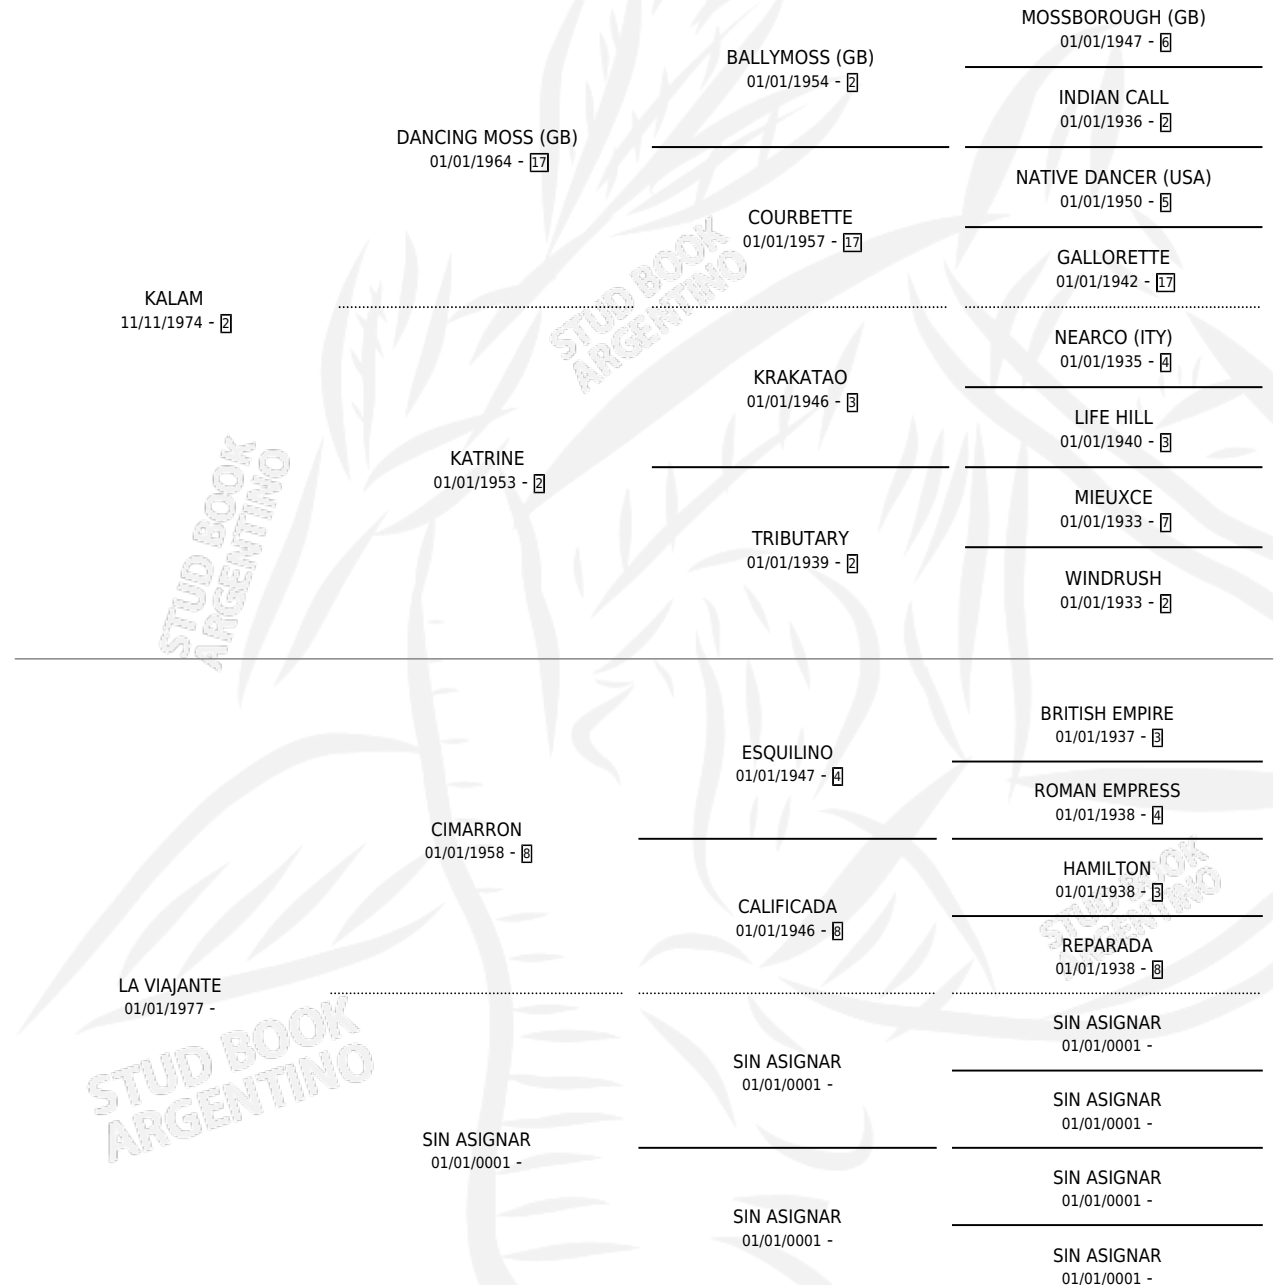 MOSSBOROUGH (GB)
01/01/1947 - 6
BALLYMOSS (GB)
01/01/1954 - 2
INDIAN CALL
01/01/1936 - 2
DANCING MOSS (GB)
01/01/1964 - 17
NATIVE DANCER (USA)
01/01/1950 - 5
COURBETTE
01/01/1957 - 17
GALLORETTE
01/01/1942 - 17
KALAM
11/11/1974 - 2
NEARCO (ITY)
01/01/1935 - 4
KRAKATAO
01/01/1946 - 3
LIFE HILL
01/01/1940 - 3
KATRINE
01/01/1953 - 2
MIEUXCE
01/01/1933 - 7
TRIBUTARY
01/01/1939 - 2
WINDRUSH
01/01/1933 - 2
BRITISH EMPIRE
01/01/1937 - 3
ESQUILINO
01/01/1947 - 4
ROMAN EMPRESS
01/01/1938 - 4
CIMARRON
01/01/1958 - 8
HAMILTON
01/01/1938 - 3
CALIFICADA
01/01/1946 - 8
REPARADA
01/01/1938 - 8
LA VIAJANTE
01/01/1977 -
SIN ASIGNAR
01/01/0001 -
SIN ASIGNAR
01/01/0001 -
SIN ASIGNAR
01/01/0001 -
SIN ASIGNAR
01/01/0001 -
SIN ASIGNAR
01/01/0001 -
SIN ASIGNAR
01/01/0001 -
SIN ASIGNAR
01/01/0001 -
STUD BOOK
ARGENTINO
STUD BOOK
ARGENTINO
STUD BOOK
ARGENTINO
STUD BOOK
ARGENTINO